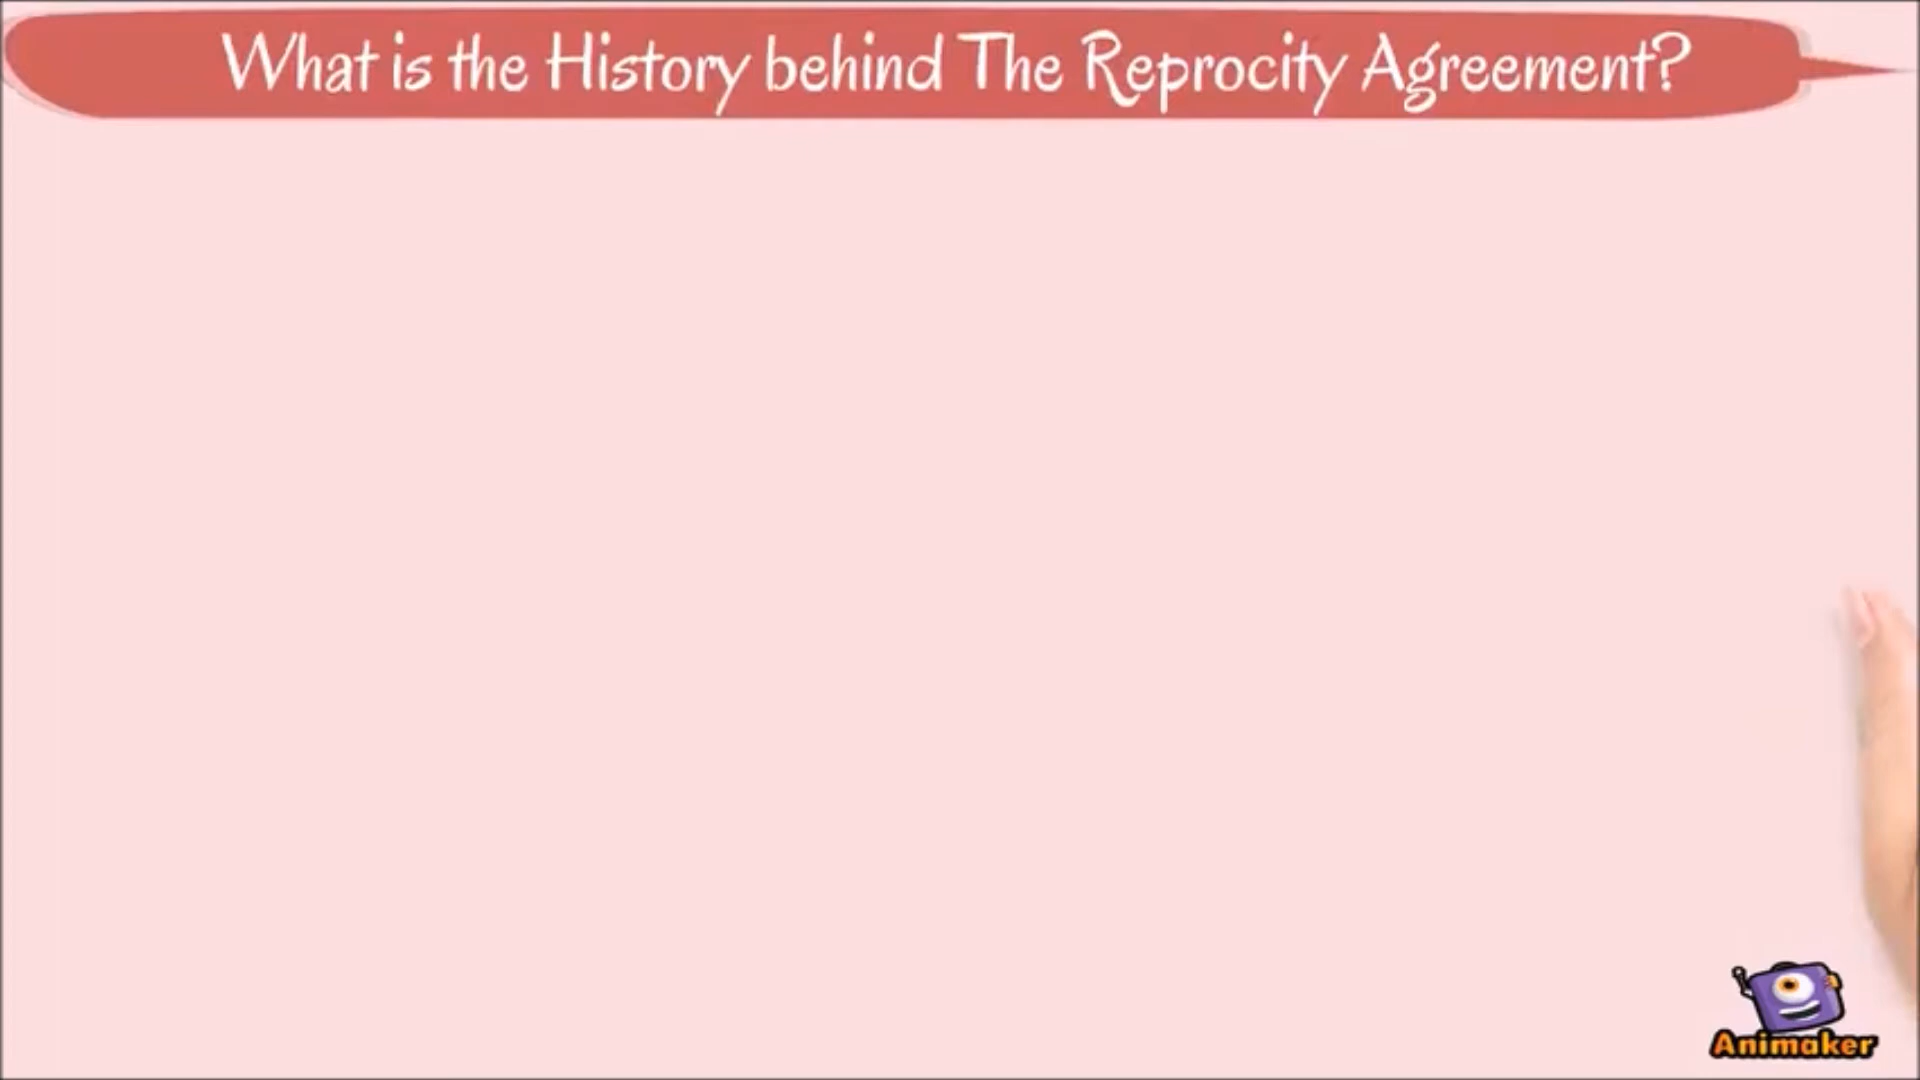 What is the History behind The Reprocity Agreement?
Animaker